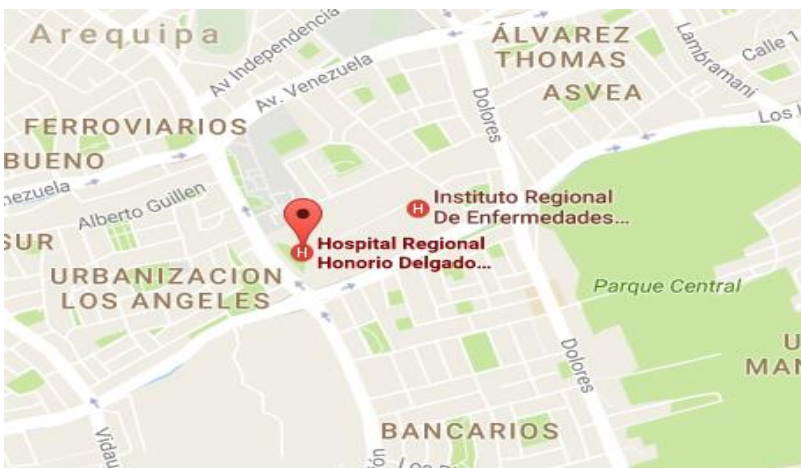 Arequipa
Av Independencia
Av. Venezuela
ÁLVAREZ
THOMAS
ASVEA
Lambramani
Calle 1
Dolores
Los
FERROVIARIOS
BUENO
nezuela
Alberto Guillen
SUR
H
Instituto Regional
De Enfermedades...
H
Hospital Regional
Honorio Delgado...
URBANIZACION
LOS ANGELES
Parque Central
U
MAN
Dolores
BANCARIOS
Vidau
ón